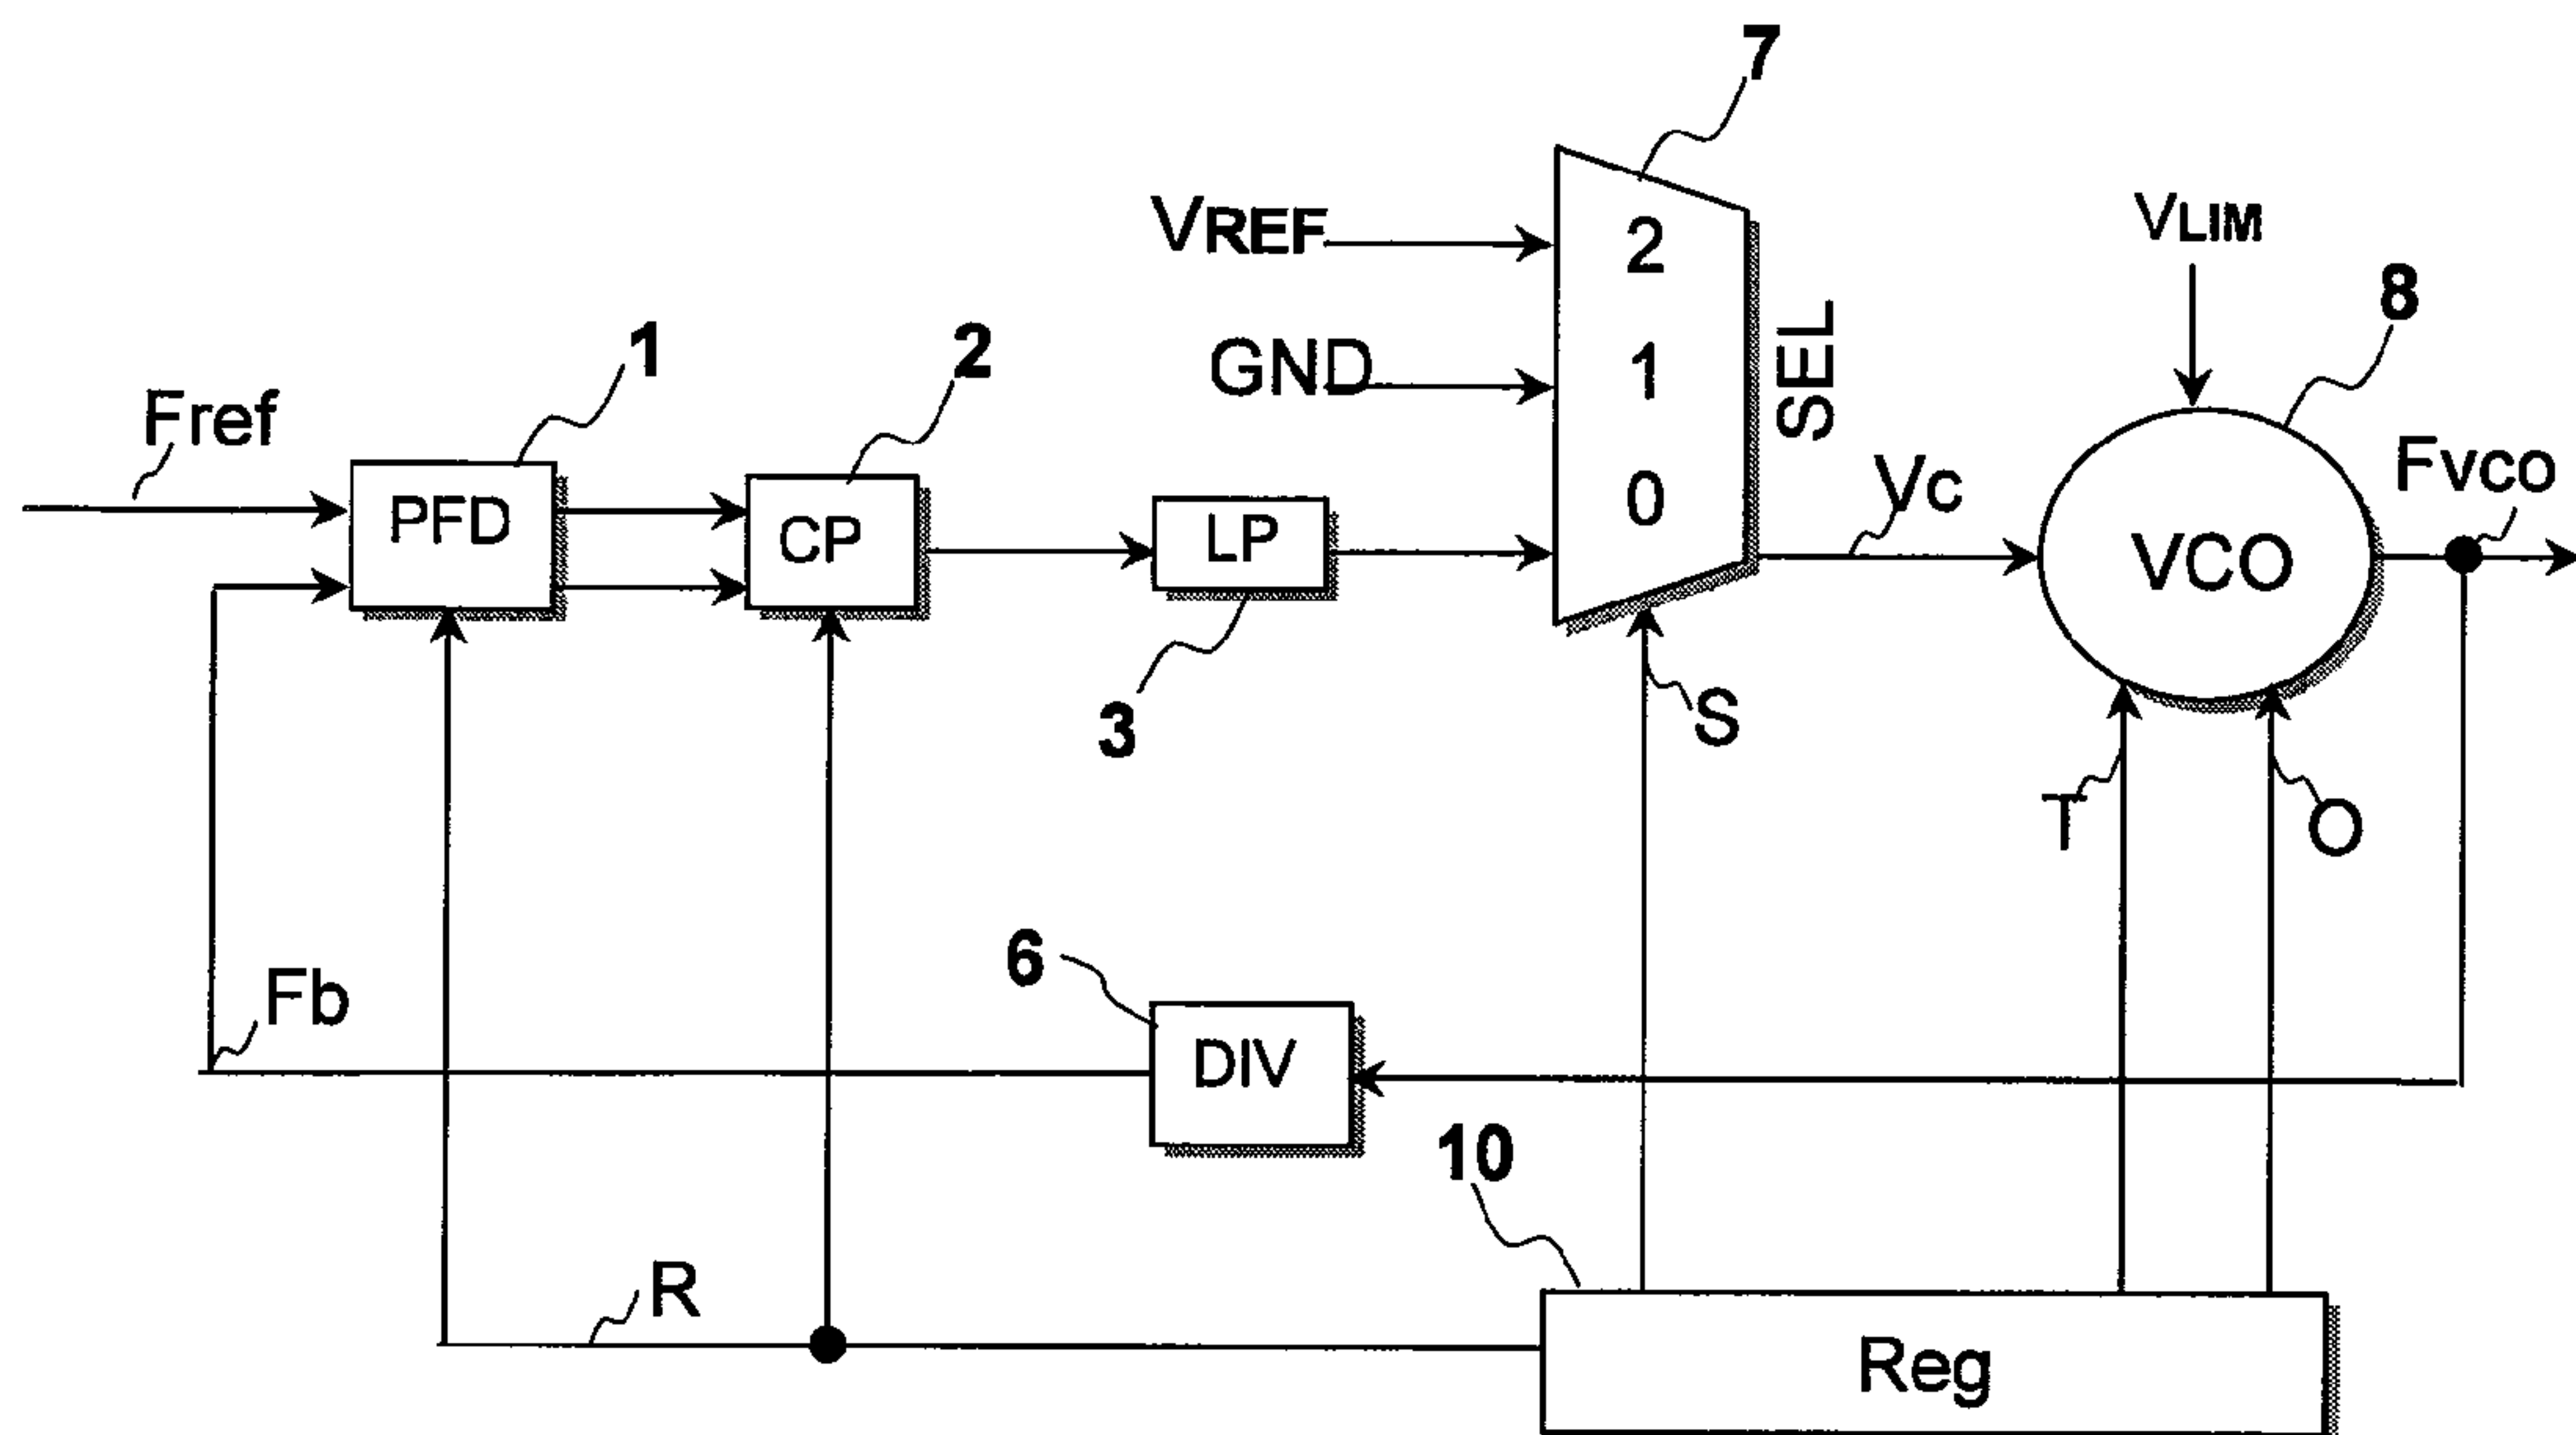 7
VREF
2
VLIM
8
1
2
GND
1
SEL
Fref
PFD
CP
LP
0
Vc
VCO
Fvco
3
S
T
O
6
Fb
DIV
10
R
Reg